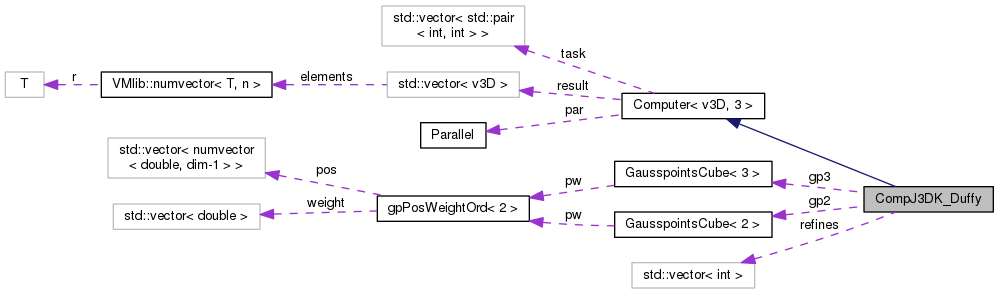 std::vector< std::pair
< int, int > >
task
T
r
VMlib::numvector< T, n >
elements
std::vector< v3D >
result
Computer< v3D, 3 >
par
Parallel
std::vector< numvector
< double, dim-1 > >
pos
GausspointsCube< 3 >
pw
gp3
CompJ3DK_Duffy
std::vector< double >
weight
gpPosWeightOrd< 2 >
pw
GausspointsCube< 2 >
gp2
refines
std::vector< int >